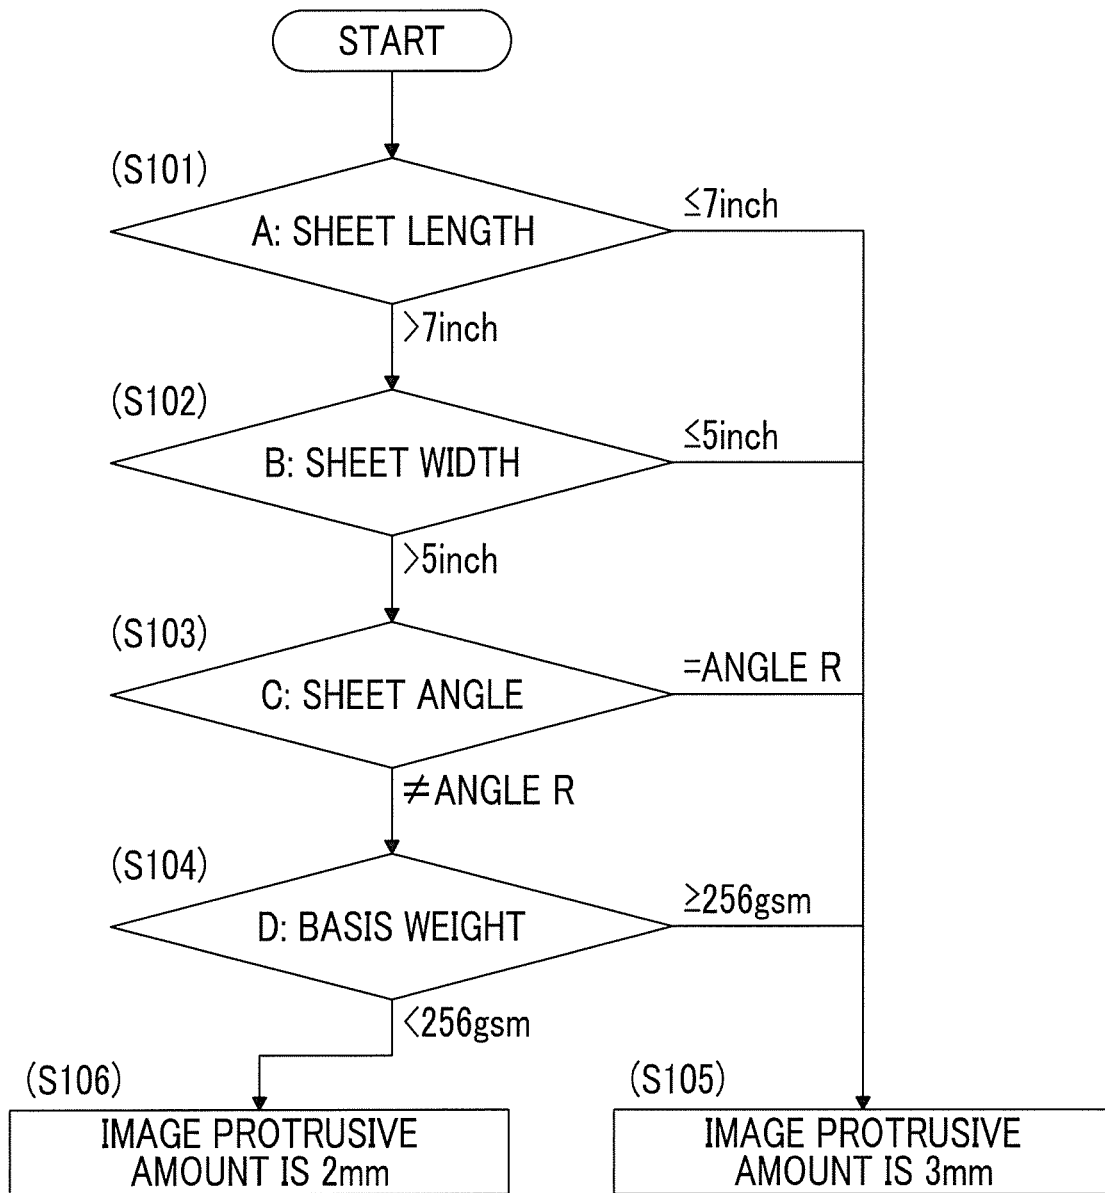 START
(S101)
A: SHEET LENGTH
≤7inch
>7inch
(S102)
B: SHEET WIDTH
≤5inch
>5inch
(S103)
C: SHEET ANGLE
=ANGLE R
≠ANGLE R
(S104)
D: BASIS WEIGHT
≥256gsm
<256gsm
(S106)
IMAGE PROTRUSIVE
AMOUNT IS 2mm
(S105)
IMAGE PROTRUSIVE
AMOUNT IS 3mm